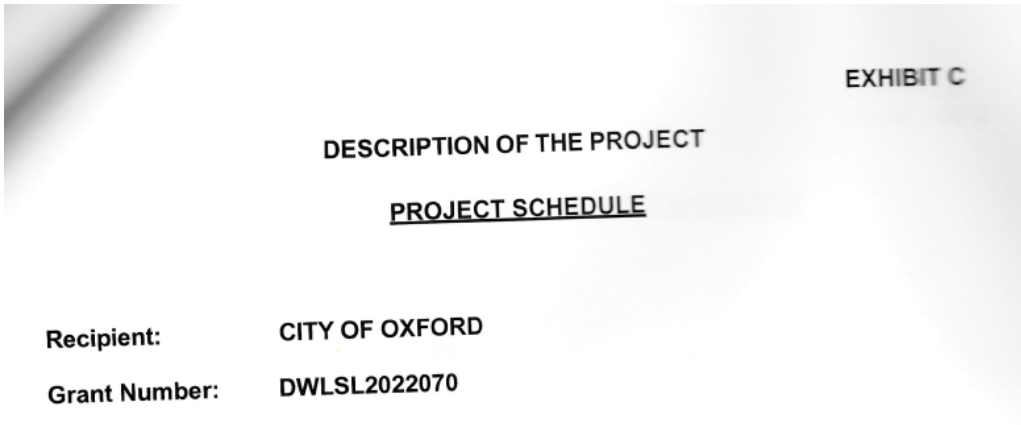 EXHIBIT C
DESCRIPTION OF THE PROJECT
PROJECT SCHEDULE
Recipient: CITY OF OXFORD
Grant Number: DWLSL2022070